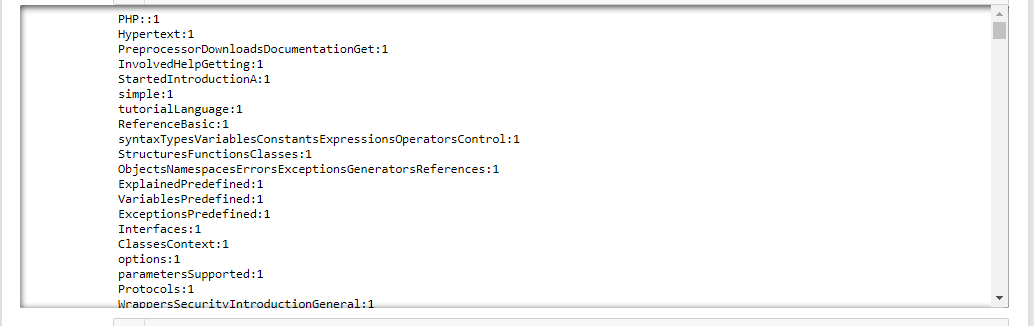 PHP::1
Hypertext:1
PreprocessorDownloadsDocumentationGet:1
InvolvedHelpGetting:1
StartedIntroductionA:1
simple:1
tutorialLanguage:1
ReferenceBasic:1
syntaxTypesVariablesConstantsExpressionsOperatorsControl:1
StructuresFunctionsClasses:1
ObjectsNamespacesErrorsExceptionsGeneratorsReferences:1
ExplainedPredefined:1
VariablesPredefined:1
ExceptionsPredefined:1
Interfaces:1
ClassesContext:1
options:1
parametersSupported:1
Protocols:1
WrappersSecurityIntroductionGeneral:1